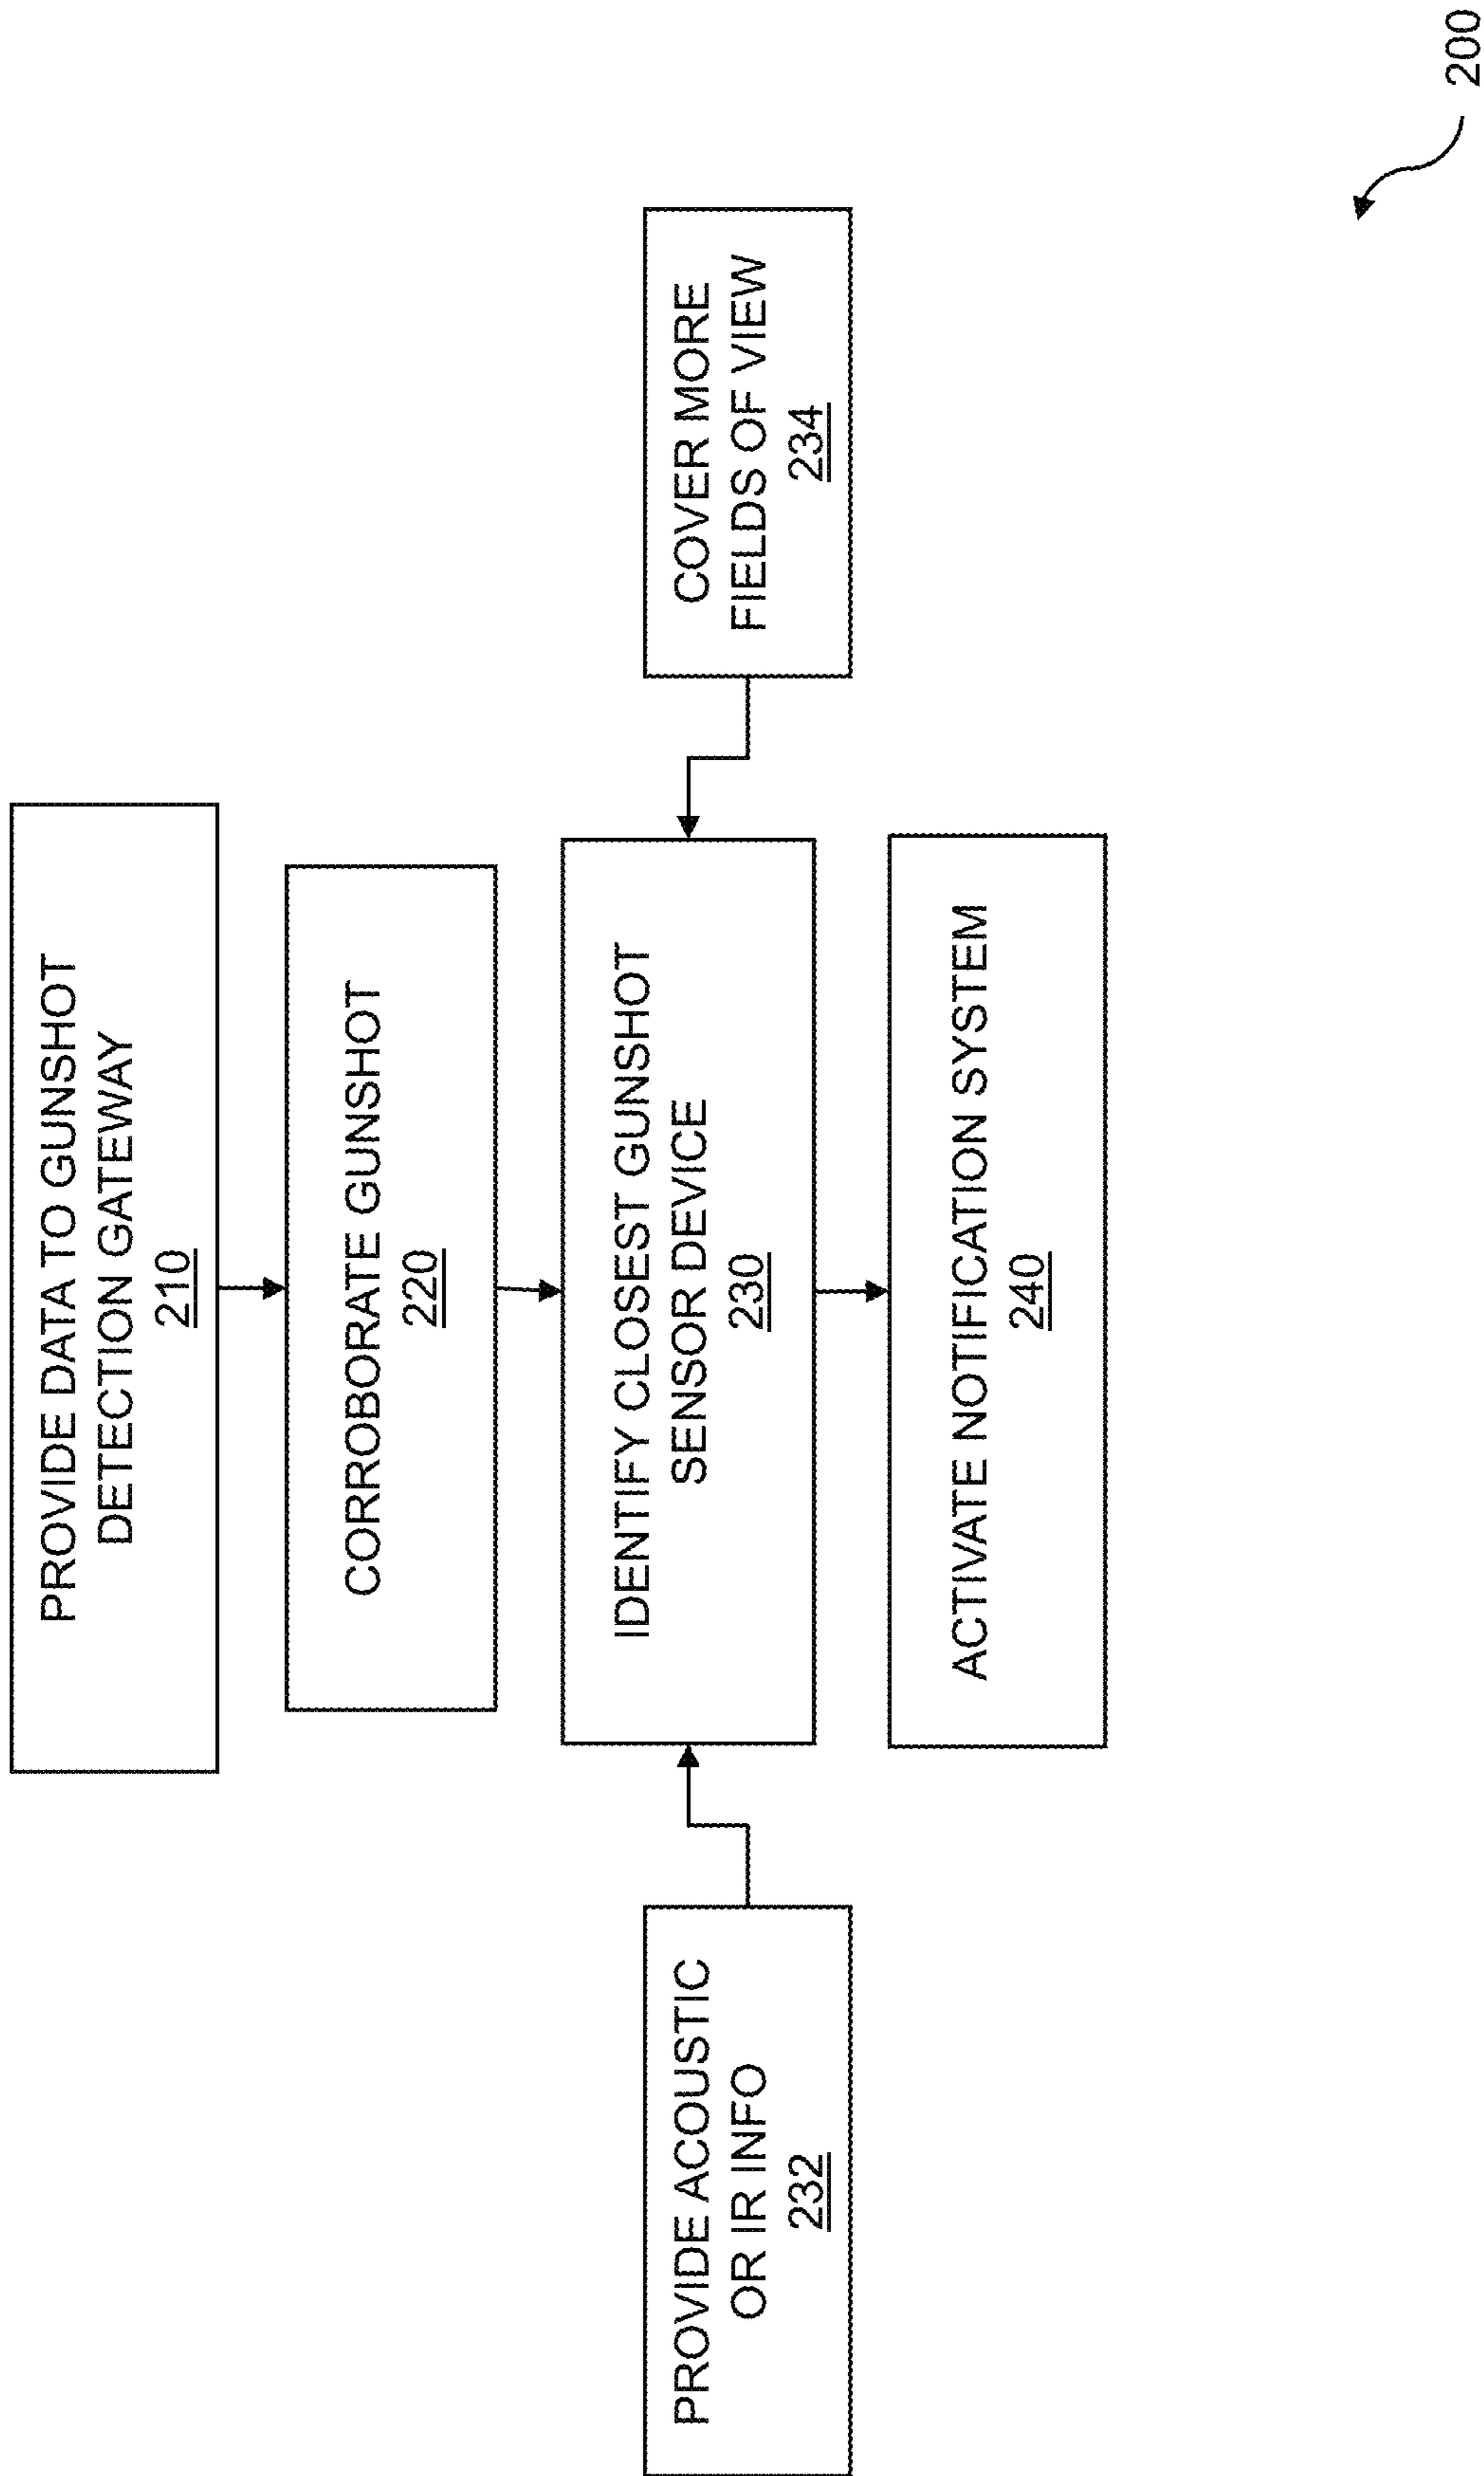 PROVIDE DATA TO GUNSHOT
DETECTION GATEWAY
210
CORROBORATE GUNSHOT
220
PROVIDE ACOUSTIC
OR IR INFO
232
IDENTIFY CLOSEST GUNSHOT
SENSOR DEVICE
230
COVER MORE
FIELDS OF VIEW
234
ACTIVATE NOTIFICATION SYSTEM
240
200